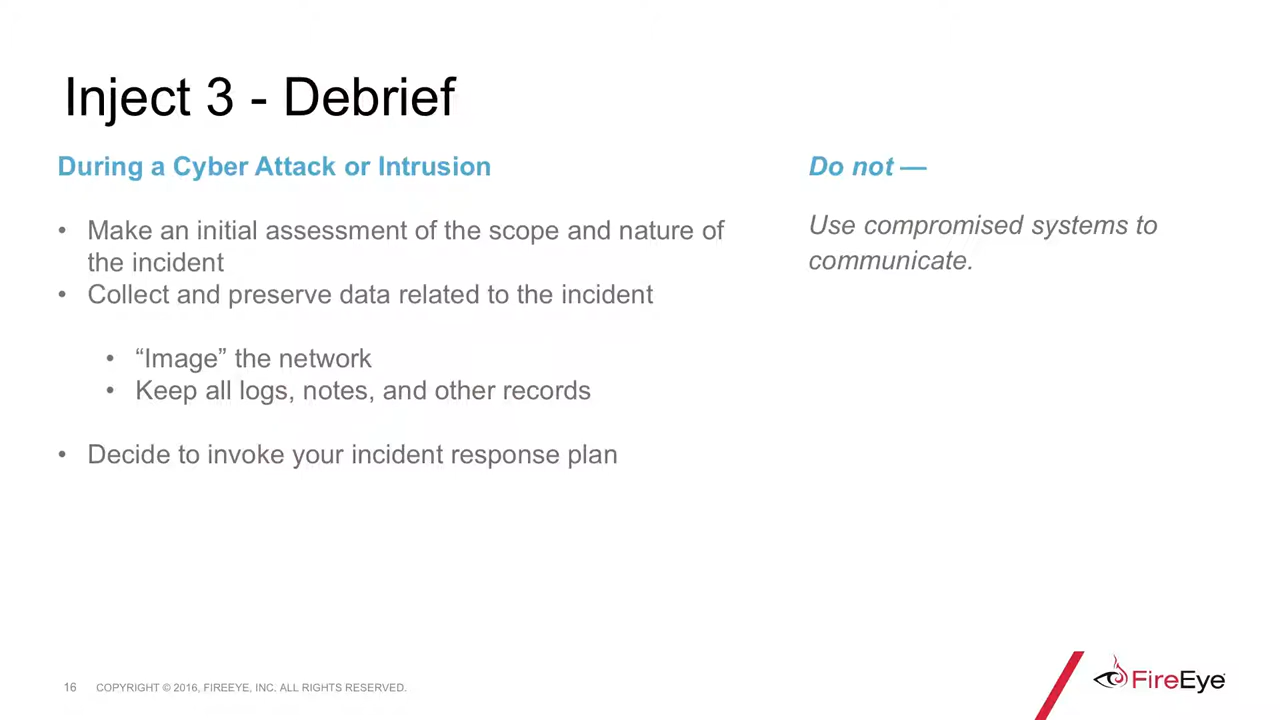 Inject 3 - Debrief
During a Cyber Attack or Intrusion
• Make an initial assessment of the scope and nature of
the incident
• Collect and preserve data related to the incident
• “Image” the network
• Keep all logs, notes, and other records
• Decide to invoke your incident response plan
Do not —
Use compromised systems to
communicate.
16 COPYRIGHT © 2016, FIREEYE, INC. ALL RIGHTS RESERVED.
FireEye